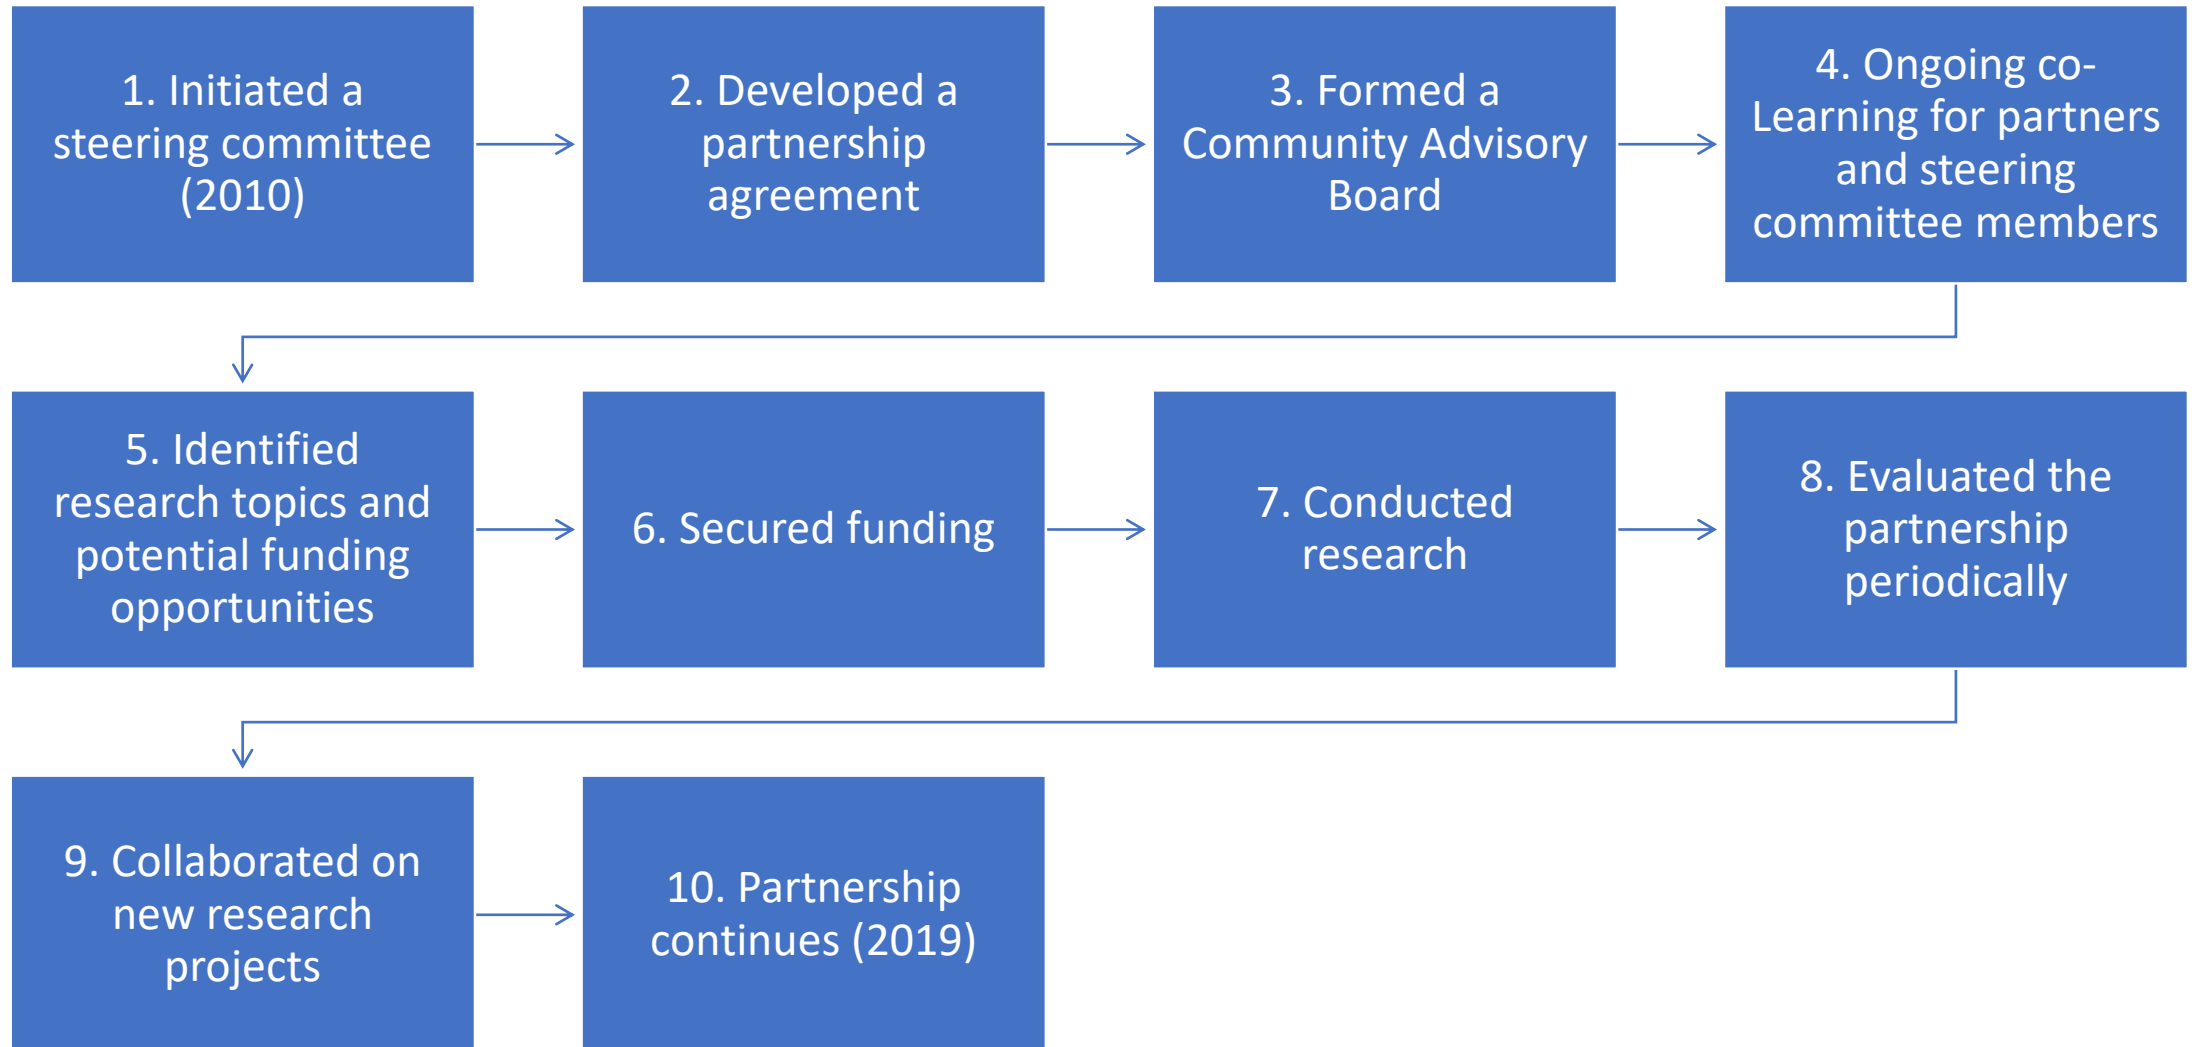 1. Initiated a
steering committee
(2010)
2. Developed a
partnership
agreement
3. Formed a
Community Advisory
Board
4. Ongoing co-
Learning for partners
and steering
committee members
5. Identified
research topics and
potential funding
opportunities
6. Secured funding
7. Conducted
research
8. Evaluated the
partnership
periodically
9. Collaborated on
new research
projects
10. Partnership
continues (2019)